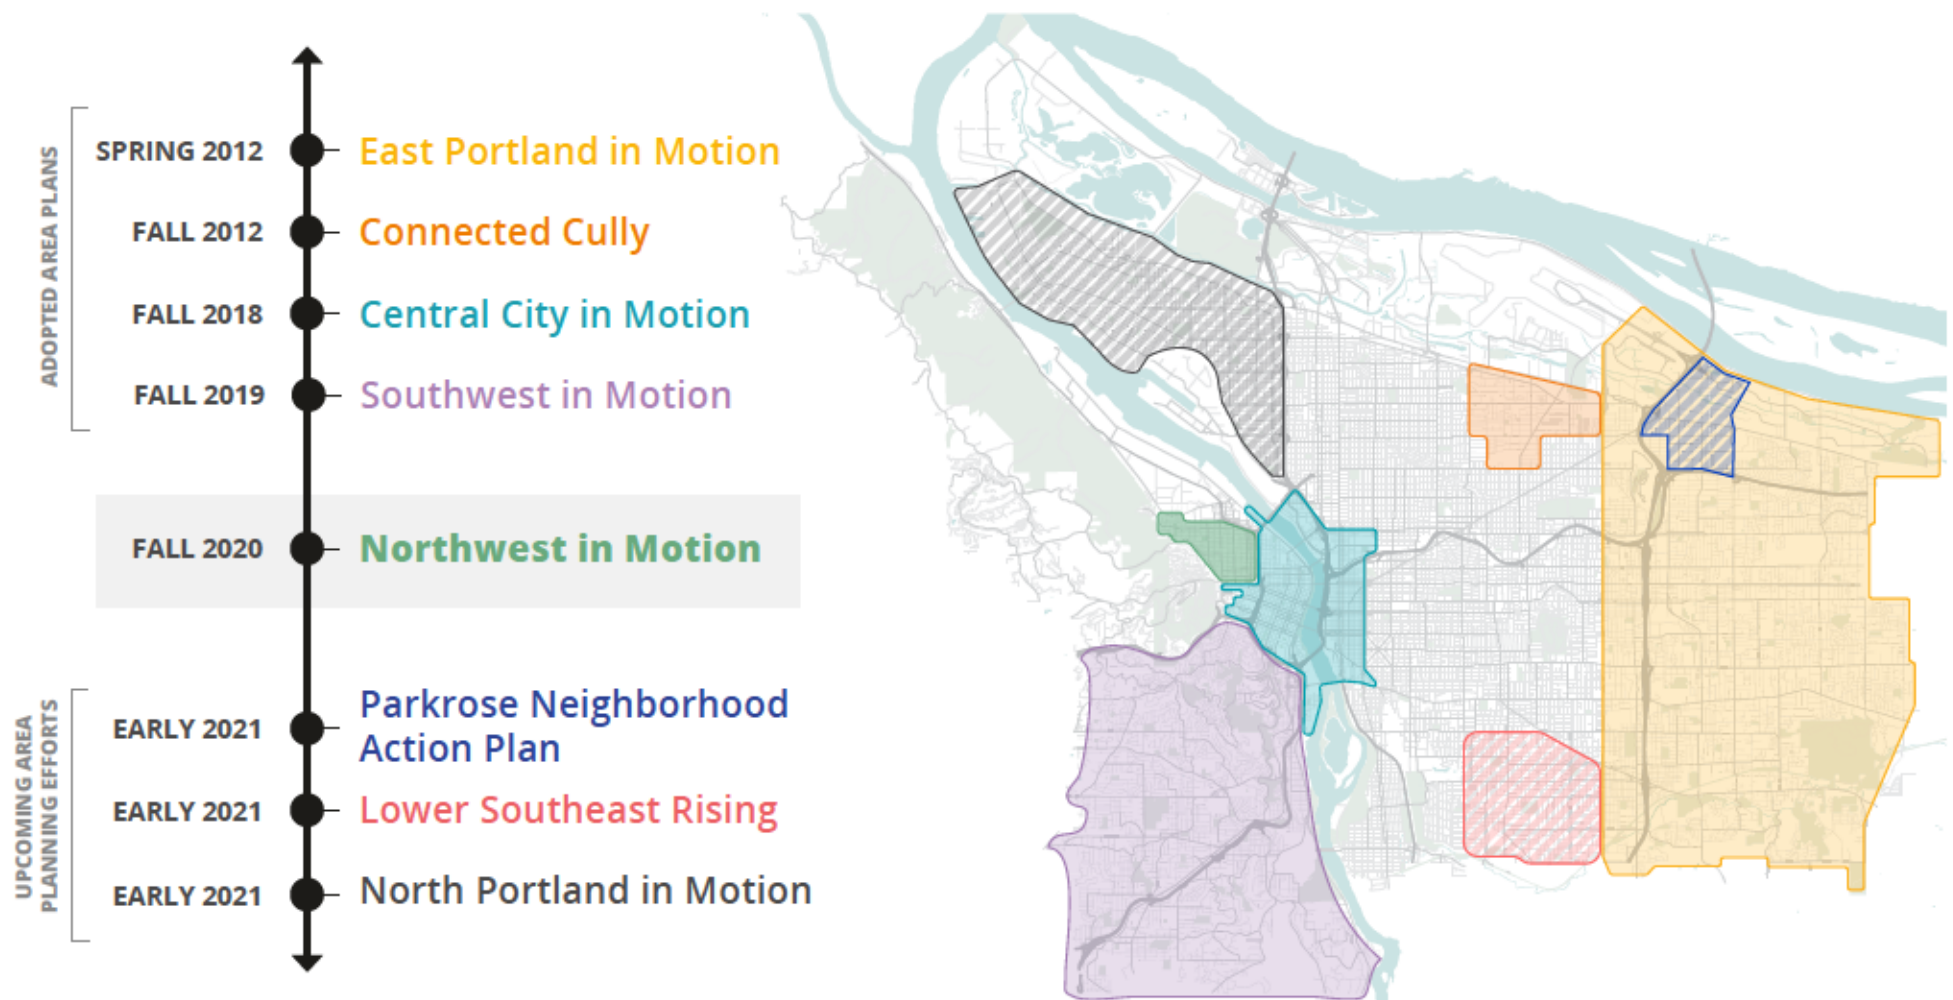 ADOPTED AREA PLANS
SPRING 2012
East Portland in Motion
FALL 2012
Connected Cully
FALL 2018
Central City in Motion
FALL 2019
Southwest in Motion
FALL 2020
Northwest in Motion
UPCOMING AREA
PLANNING EFFORTS
EARLY 2021
Parkrose Neighborhood
Action Plan
EARLY 2021
Lower Southeast Rising
EARLY 2021
North Portland in Motion